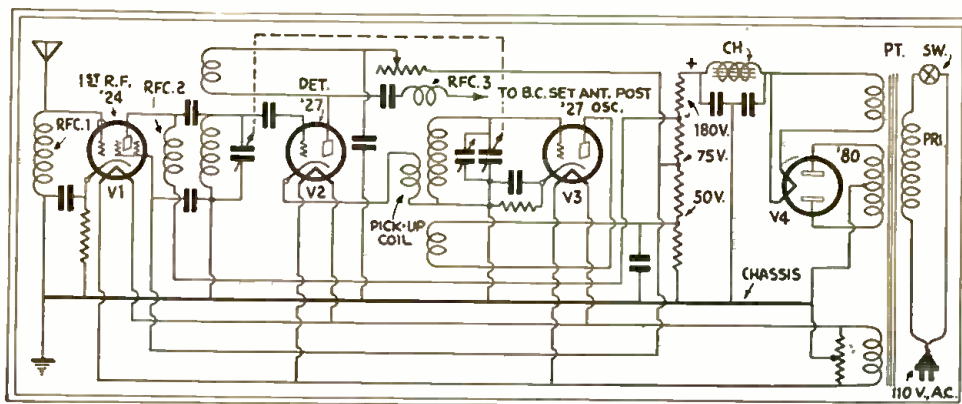 1ST R.F.
'24
RFC.1
RFC.2
V1
DET.
'27
V2
R.F.C.3
TO B.C. SET ANT. POST
'27 OSC.
PICK-UP
COIL
V3
+
CH
180V.
75V.
50V.
'80
V4
CHASSIS
PT.
SW.
PRI.
110 V., A.C.